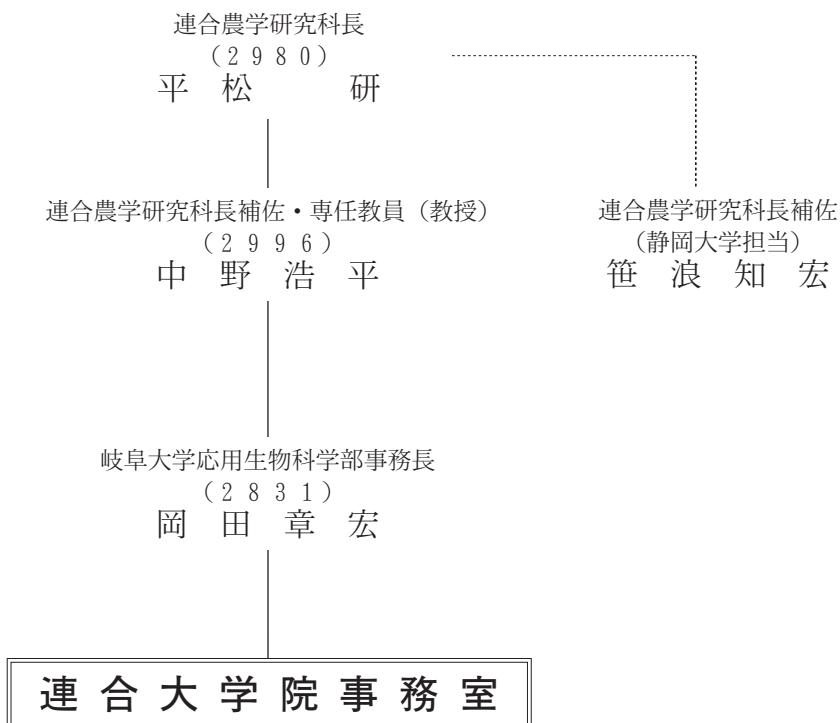 連合農学研究科長
(2980)
平松 研
連合農学研究科長補佐・専任教員（教授）
(2996)
中野浩平
連合農学研究科長補佐
（静岡大学担当）
笹浪知宏
岐阜大学応用生物科学部事務長
(2831)
岡田章宏
連合大学院事務室